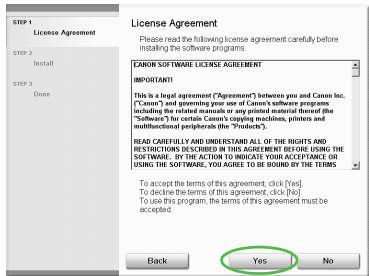 STEP 1
License Agreement
STEP 2
Install
STEP 3
Done
License Agreement
Please read the following license agreement carefully before
installing the software programs.
CANON SOFTWARE LICENSE AGREEMENT
IMPORTANT!
This is a legal agreement ("Agreement") between you and Canon Inc.
("Canon") and governing your use of Canon's software programs
including the related manuals or any printed material thereof (the
"Software") for certain Canon's copying machines, printers and
multifunctional peripherals (the "Products").
READ CAREFULLY AND UNDERSTAND ALL OF THE RIGHTS AND
RESTRICTIONS DESCRIBED IN THIS AGREEMENT BEFORE USING THE
SOFTWARE. BY THE ACTION TO INDICATE YOUR ACCEPTANCE OR
USING THE SOFTWARE, YOU AGREE TO BE BOUND BY THE TERMS
To accept the terms of this agreement, click [Yes].
To decline the terms of this agreement, click [No].
To use this program, the terms of this agreement must be
accepted.
Back
Yes
No